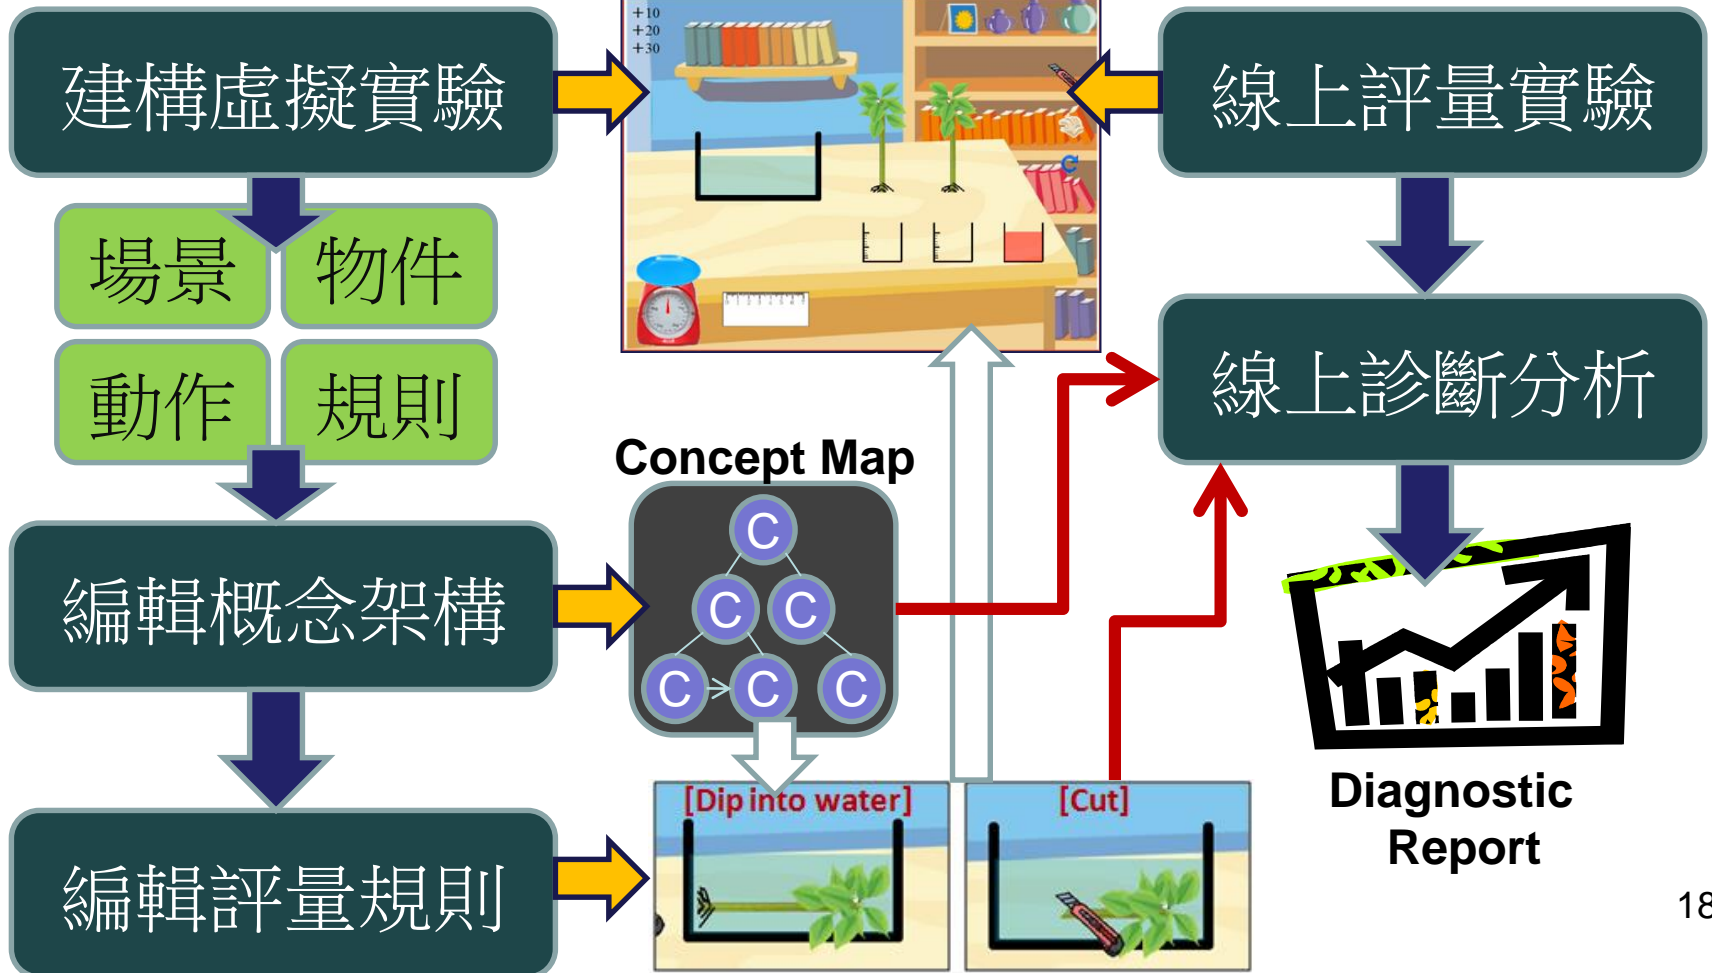 建構虛擬實驗
場景
物件
動作
規則
編輯概念架構
編輯評量規則
+10
+20
+30
Concept Map
C
C
C
C
C
C
[Dip into water]
[Cut]
線上評量實驗
線上診斷分析
Diagnostic
Report
18